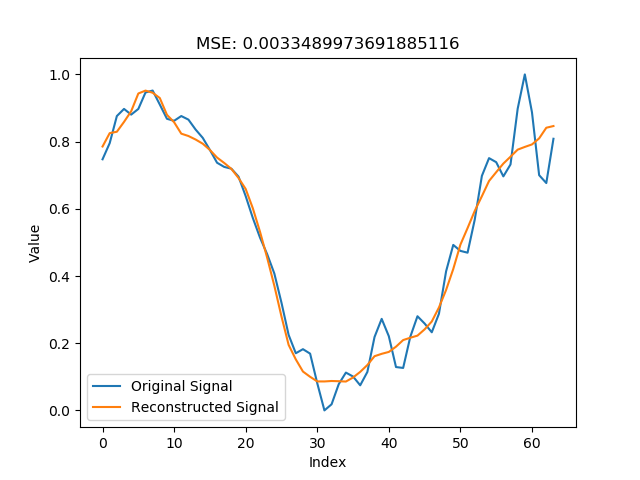 MSE: 0.0033489973691885116
1.0
0.8
0.6
0.4
0.2
0.0
Value
Original Signal
Reconstructed Signal
0 10 20 30 40 50 60
Index